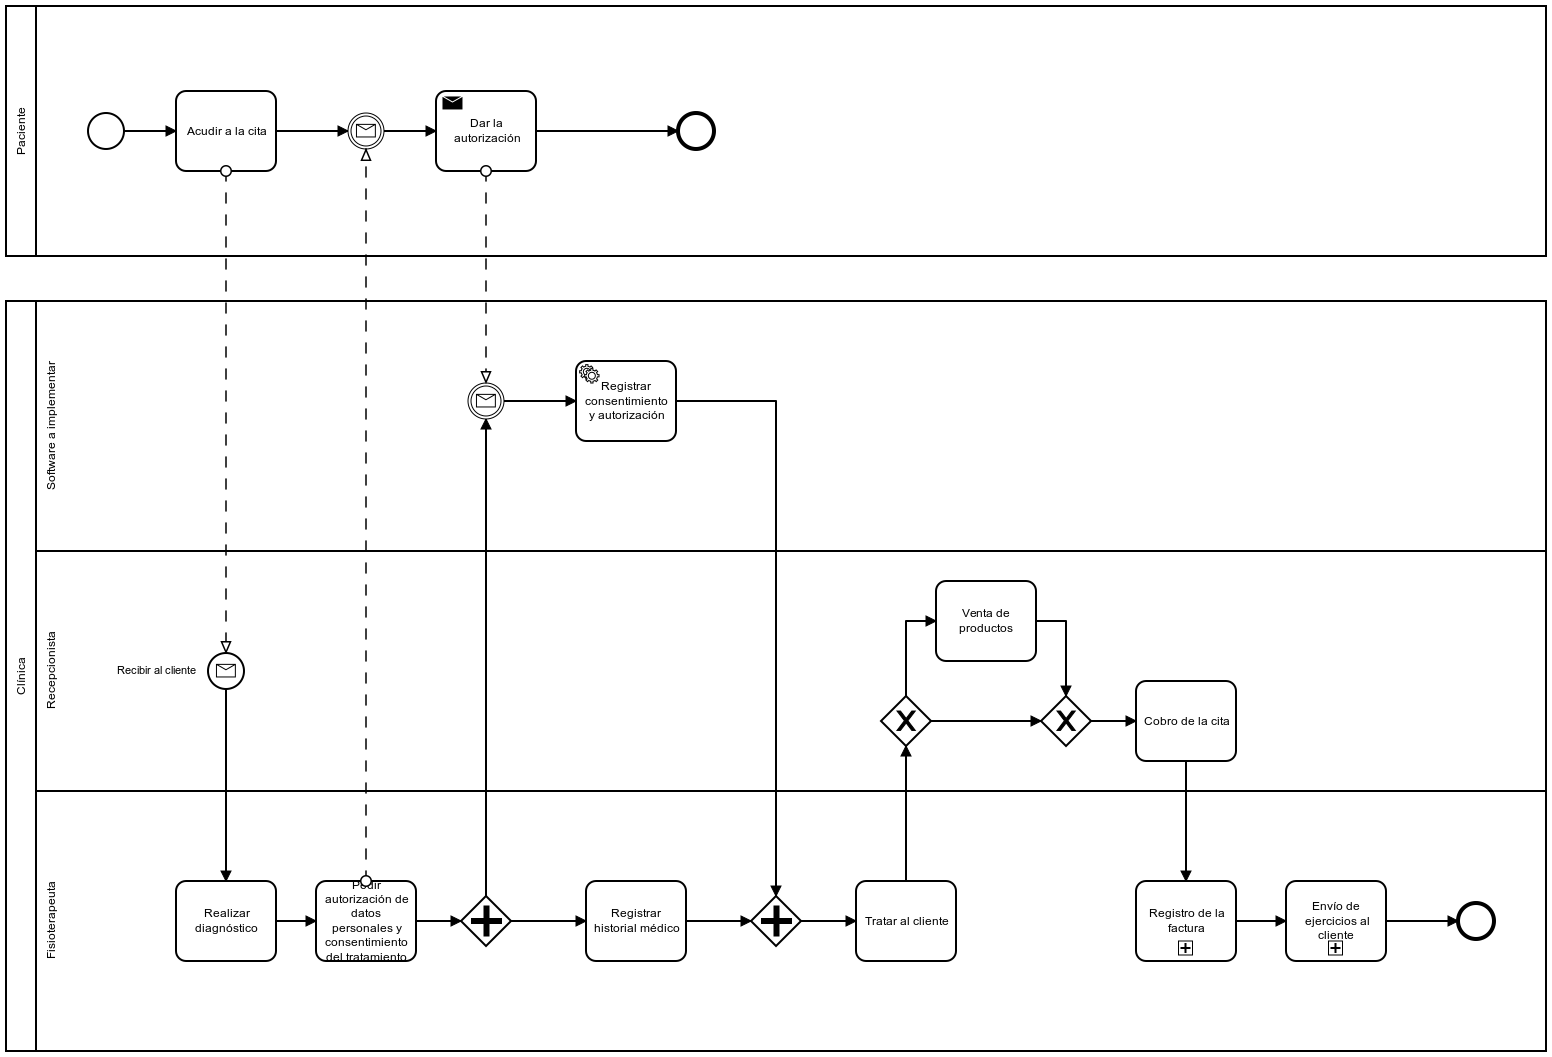 Paciente
Acudir a la cita
Dar la
autorización
Clínica
Software a implementar
Registrar
consentimiento
y autorización
Recepcionista
Recibir al cliente
Venta de
productos
Cobro de la cita
Fisioterapeuta
Realizar
diagnóstico
Pedir
autorización de
datos
personales y
consentimiento
del tratamiento
Registrar
historial médico
Tratar al cliente
Registro de la
factura
Envío de
ejercicios al
cliente